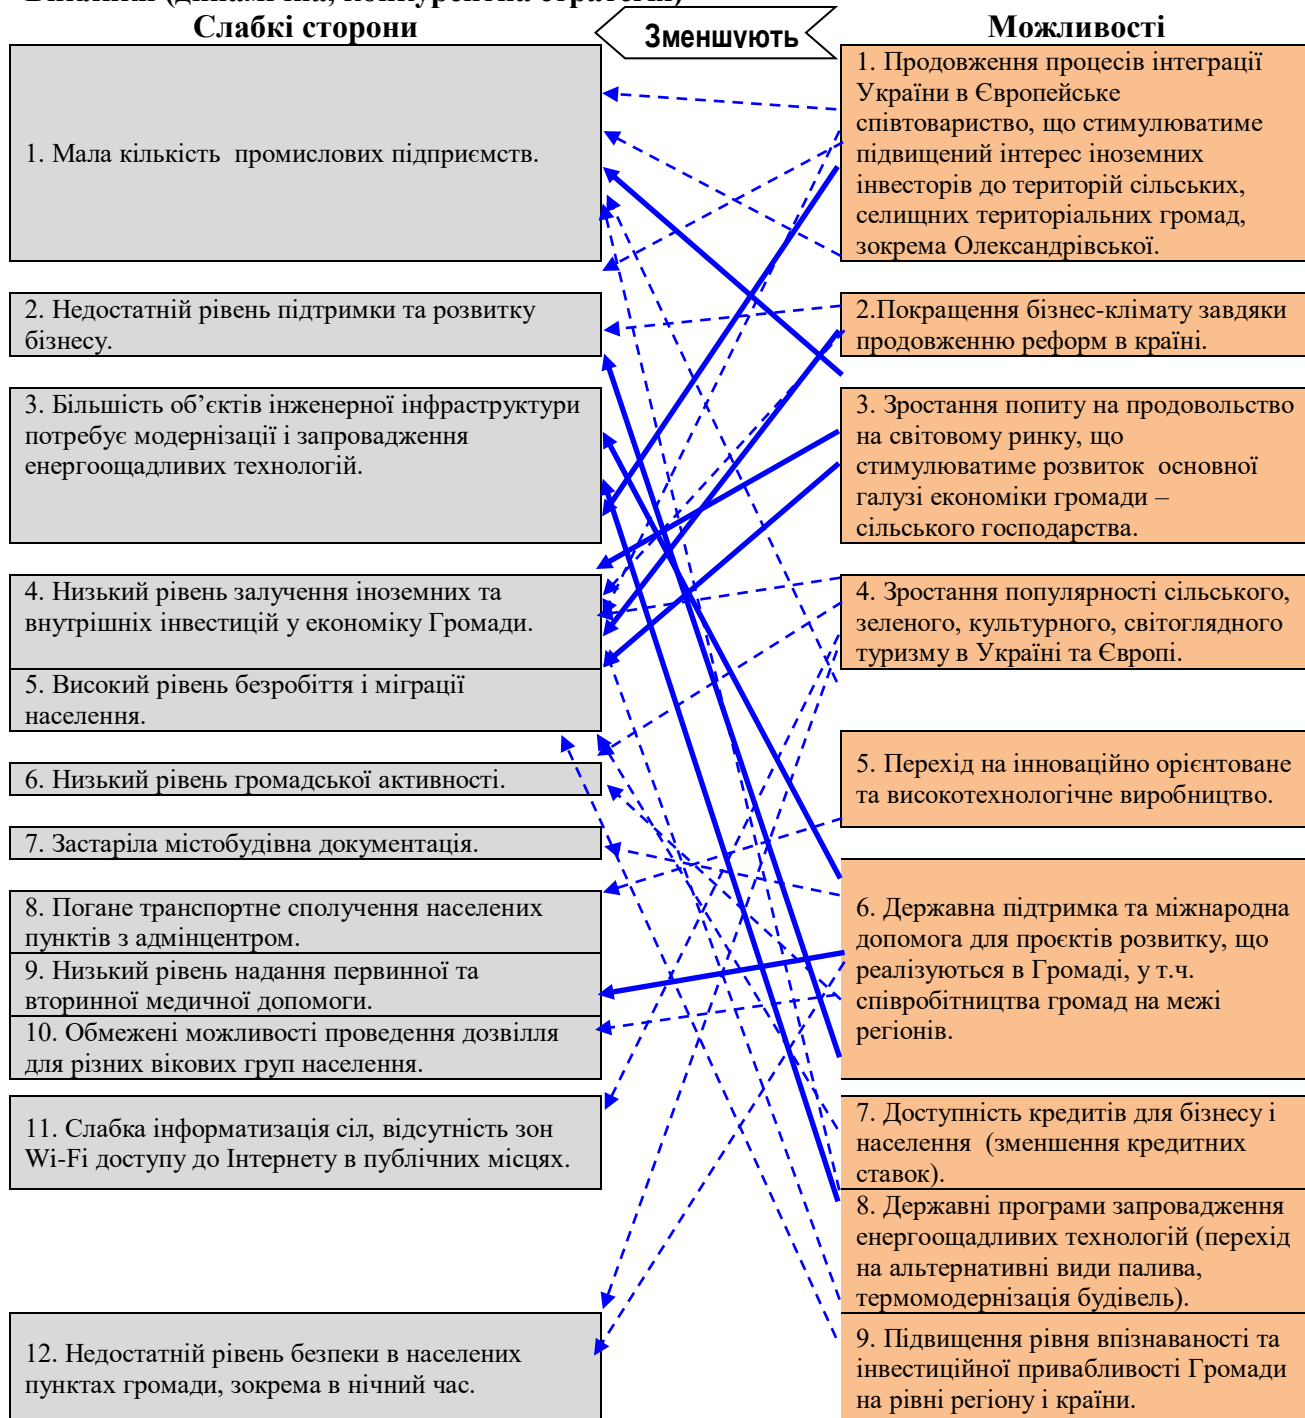 Слабкі сторони
Зменшують
Можливості
1. Мала кількість промислових підприємств.
2. Недостатній рівень підтримки та розвитку
бізнесу.
3. Більшість об’єктів інженерної інфраструктури
потребує модернізації і запровадження
енергоощадливих технологій.
4. Низький рівень залучення іноземних та
внутрішніх інвестицій у економіку Громади.
5. Високий рівень безробіття і міграції
населення.
6. Низький рівень громадської активності.
7. Застаріла містобудівна документація.
8. Погане транспортне сполучення населених
пунктів з адмінцентром.
9. Низький рівень надання первинної та
вторинної медичної допомоги.
10. Обмежені можливості проведення дозвілля
для різних вікових груп населення.
11. Слабка інформатизація сіл, відсутність зон
Wi-Fi доступу до Інтернету в публічних місцях.
12. Недостатній рівень безпеки в населених
пунктах громади, зокрема в нічний час.
1. Продовження процесів інтеграції
України в Європейське
співтовариство, що стимулюватиме
підвищений інтерес іноземних
інвесторів до територій сільських,
селищних територіальних громад,
зокрема Олександрівської.
2.Покращення бізнес-клімату завдяки
продовженню реформ в країні.
3. Зростання попиту на продовольство
на світовому ринку, що
стимулюватиме розвиток основної
галузі економіки громади –
сільського господарства.
4. Зростання популярності сільського,
зеленого, культурного, світоглядного
туризму в Україні та Європі.
5. Перехід на інноваційно орієнтоване
та високотехнологічне виробництво.
6. Державна підтримка та міжнародна
допомога для проєктів розвитку, що
реалізуються в Громаді, у т.ч.
співробітництва громад на межі
регіонів.
7. Доступність кредитів для бізнесу і
населення (зменшення кредитних
ставок).
8. Державні програми запровадження
енергоощадливих технологій (перехід
на альтернативні види палива,
термомодернізація будівель).
9. Підвищення рівня впізнаваності та
інвестиційної привабливості Громади
на рівні регіону і країни.